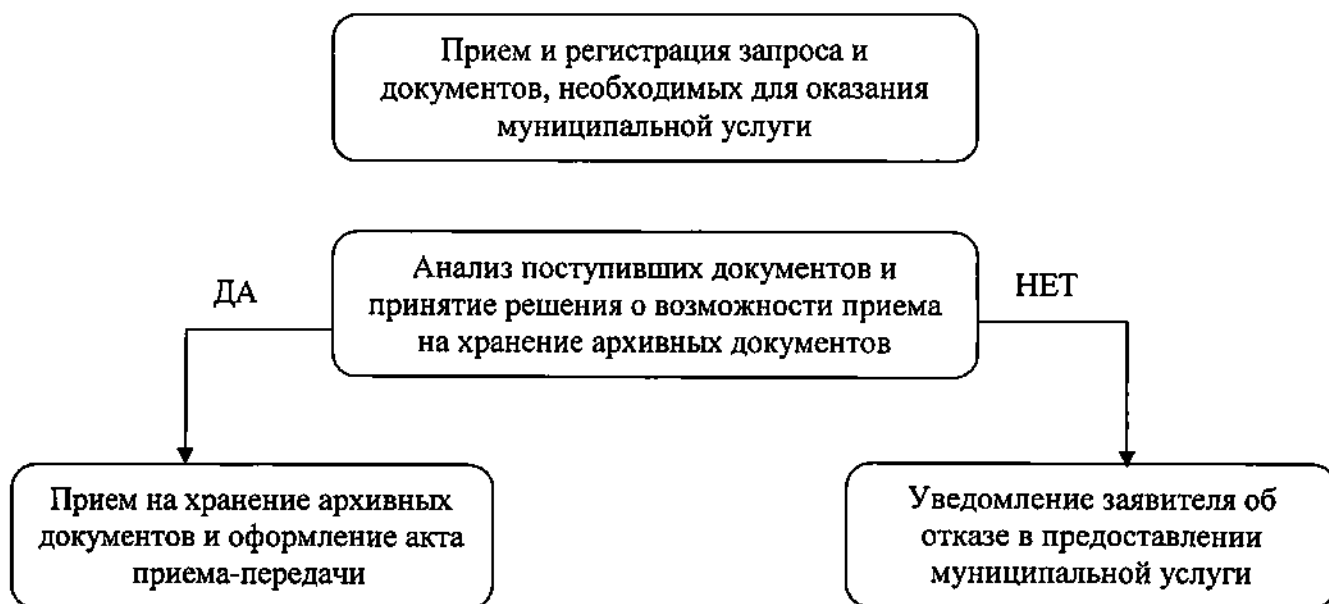 Прием и регистрация запроса и
документов, необходимых для оказания
муниципальной услуги
Анализ поступивших документов и
принятие решения о возможности приема
на хранение архивных документов
ДА
НЕТ
Прием на хранение архивных
документов и оформление акта
приема-передачи
Уведомление заявителя об
отказе в предоставлении
муниципальной услуги